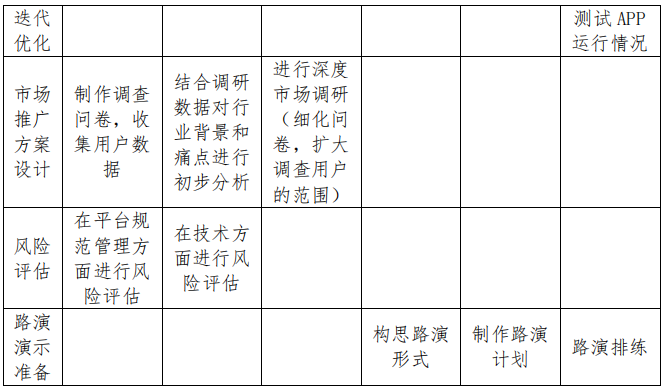 迭代
优化
测试 APP
运行情况
市场
推广
方案
设计
制作调查
问卷，收
集用户数
据
结合调研
数据对行
业背景和
痛点进行
初步分析
进行深度
市场调研
（细化问
卷，扩大
调查用户
的范围）
风险
评估
在平台规
范管理方
面进行风
险评估
在技术方
面进行风
险评估
路演
演示
准备
构思路演
形式
制作路演
计划
路演排练